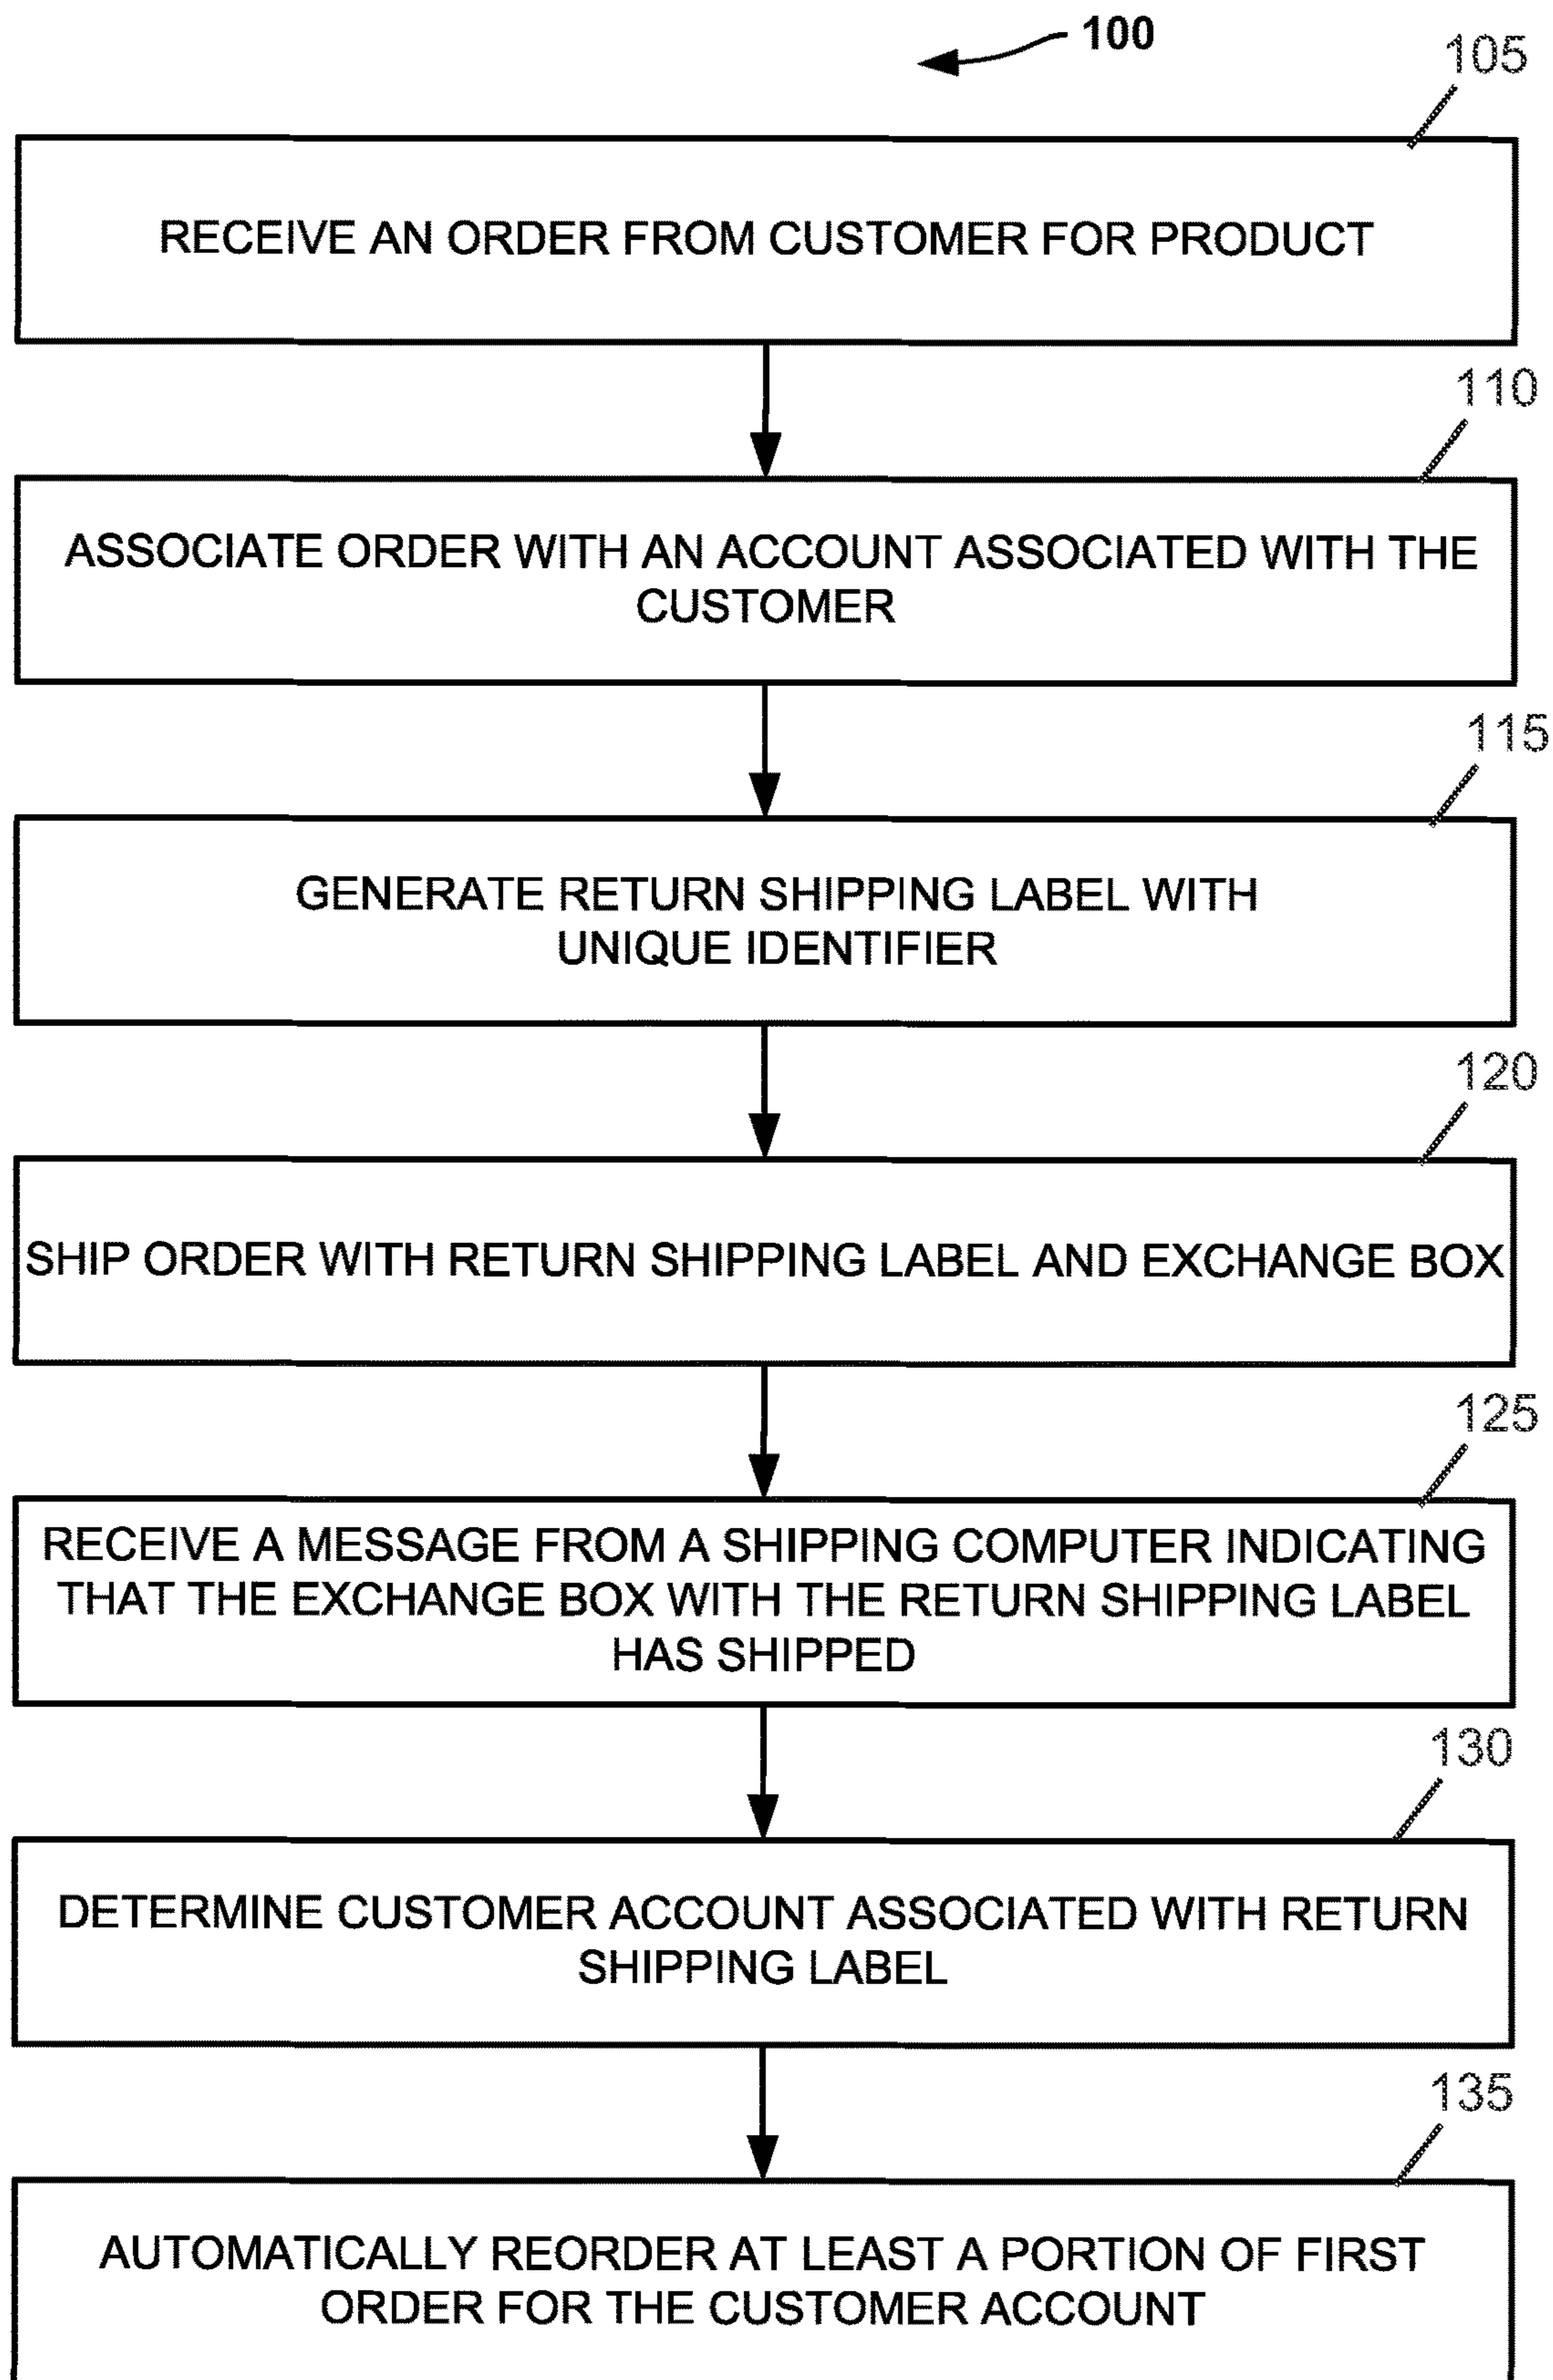 100
105
RECEIVE AN ORDER FROM CUSTOMER FOR PRODUCT
110
ASSOCIATE ORDER WITH AN ACCOUNT ASSOCIATED WITH THE
CUSTOMER
115
GENERATE RETURN SHIPPING LABEL WITH
UNIQUE IDENTIFIER
120
SHIP ORDER WITH RETURN SHIPPING LABEL AND EXCHANGE BOX
125
RECEIVE A MESSAGE FROM A SHIPPING COMPUTER INDICATING
THAT THE EXCHANGE BOX WITH THE RETURN SHIPPING LABEL
HAS SHIPPED
130
DETERMINE CUSTOMER ACCOUNT ASSOCIATED WITH RETURN
SHIPPING LABEL
135
AUTOMATICALLY REORDER AT LEAST A PORTION OF FIRST
ORDER FOR THE CUSTOMER ACCOUNT